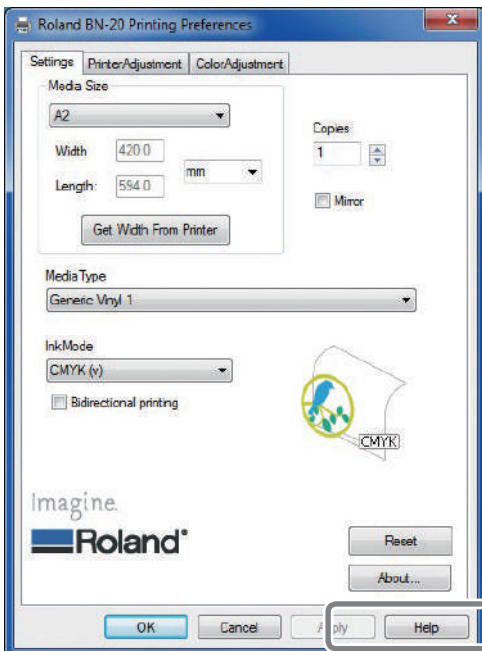 Roland BN-20 Printing Preferences
Settings PrinterAdjustment ColorAdjustment
Media Size
A2
Width 420.0
mm
Length: 594.0
Get Width From Printer
Copies
1
Mirror
Media Type
Generic Vinyl 1
InkMode
CMYK (v)
Bidirectional printing
CMYK
Imagine.
Roland®
Reset
About...
OK Cancel Apply Help